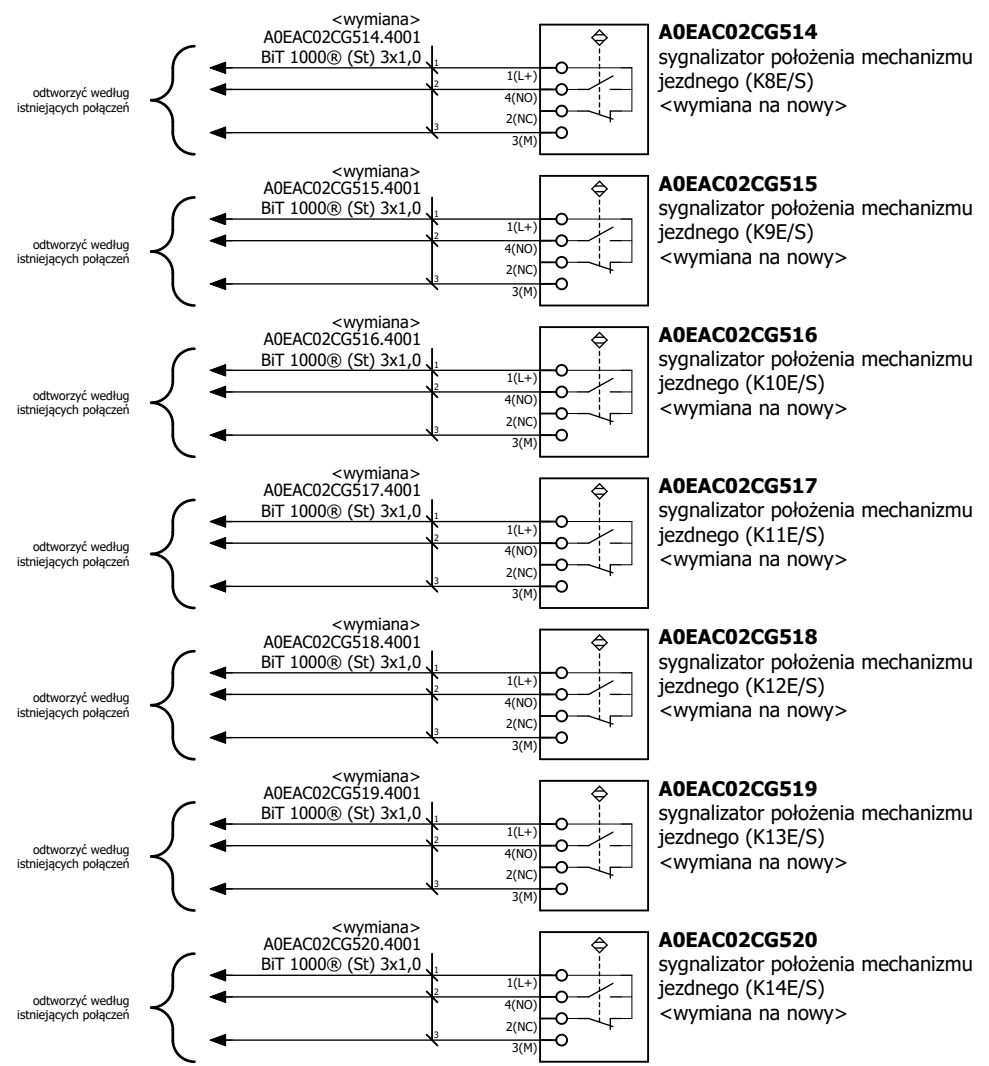 <wymiana>
A0EAC02CG514.4001
BiT 1000® (St) 3x1,0
odtworzyć według
istniejących połączeń
1
2
3
1(L+)
4(NO)
2(NC)
3(M)
A0EAC02CG514
sygnalizator położenia mechanizmu
jezdnego (K8E/S)
<wymiana na nowy>
<wymiana>
A0EAC02CG515.4001
BiT 1000® (St) 3x1,0
odtworzyć według
istniejących połączeń
1
2
3
1(L+)
4(NO)
2(NC)
3(M)
A0EAC02CG515
sygnalizator położenia mechanizmu
jezdnego (K9E/S)
<wymiana na nowy>
<wymiana>
A0EAC02CG516.4001
BiT 1000® (St) 3x1,0
odtworzyć według
istniejących połączeń
1
2
3
1(L+)
4(NO)
2(NC)
3(M)
A0EAC02CG516
sygnalizator położenia mechanizmu
jezdnego (K10E/S)
<wymiana na nowy>
<wymiana>
A0EAC02CG517.4001
BiT 1000® (St) 3x1,0
odtworzyć według
istniejących połączeń
1
2
3
1(L+)
4(NO)
2(NC)
3(M)
A0EAC02CG517
sygnalizator położenia mechanizmu
jezdnego (K11E/S)
<wymiana na nowy>
<wymiana>
A0EAC02CG518.4001
BiT 1000® (St) 3x1,0
odtworzyć według
istniejących połączeń
1
2
3
1(L+)
4(NO)
2(NC)
3(M)
A0EAC02CG518
sygnalizator położenia mechanizmu
jezdnego (K12E/S)
<wymiana na nowy>
<wymiana>
A0EAC02CG519.4001
BiT 1000® (St) 3x1,0
odtworzyć według
istniejących połączeń
1
2
3
1(L+)
4(NO)
2(NC)
3(M)
A0EAC02CG519
sygnalizator położenia mechanizmu
jezdnego (K13E/S)
<wymiana na nowy>
<wymiana>
A0EAC02CG520.4001
BiT 1000® (St) 3x1,0
odtworzyć według
istniejących połączeń
1
2
3
1(L+)
4(NO)
2(NC)
3(M)
A0EAC02CG520
sygnalizator położenia mechanizmu
jezdnego (K14E/S)
<wymiana na nowy>